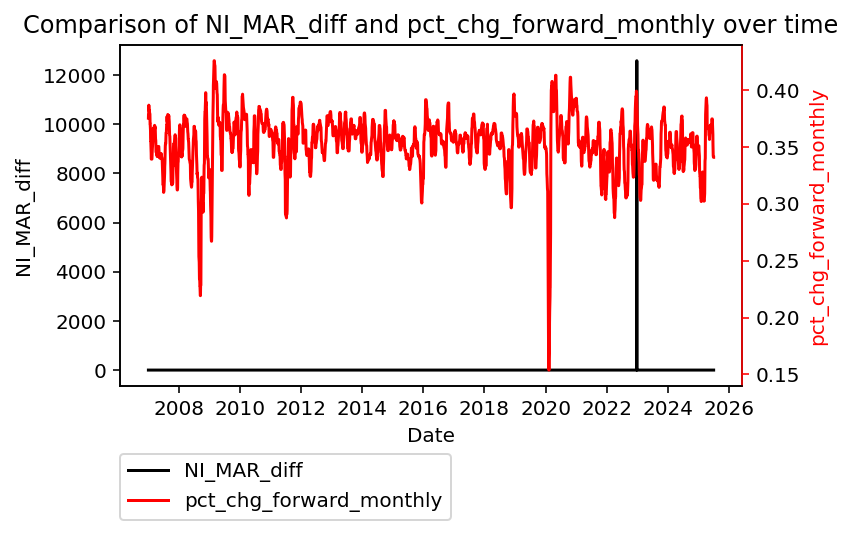 Comparison of NI_MAR_diff and pct_chg_forward_monthly over time
NI_MAR_diff
12000
10000
8000
6000
4000
2000
0
0.40
0.35
0.30
0.25
0.20
0.15
pct_chg_forward_monthly
2008 2010 2012 2014 2016 2018 2020 2022 2024 2026
Date
NI_MAR_diff
pct_chg_forward_monthly